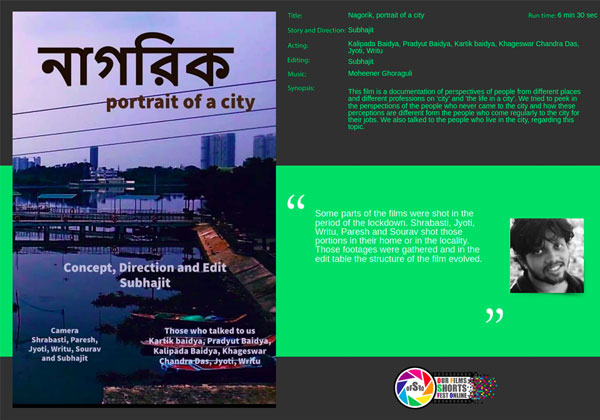 নাগরিক
portrait of a city
Concept, Direction and Edit
Subhajit
Camera
Shrabasti, Paresh,
Jyoti, Writu, Sourav
and Subhajit
Those who talked to us
Kartik baidya, Pradyut Baidya,
Kalipada Baidya, Khageswar
Chandra Das, Jyoti, Writu
Title: Nagorik, portrait of a city Run time: 6 min 30 sec
Story and Direction: Subhajit
Acting: Kalipada Baidya, Pradyut Baidya, Kartik baidya, Khageswar Chandra Das,
Jyoti, Writu
Editing: Subhajit
Music: Moheener Ghoraguli
Synopsis: This film is a documentation of perspectives of people from different places
and different professions on 'city' and 'the life in a city'. We tried to peek in
the perspections of the people who never came to the city and how these
perceptions are different form the people who come regularly to the city for
their jobs. We also talked to the people who live in the city, regarding this
topic.
“
Some parts of the films were shot in the
period of the lockdown. Shrabasti, Jyoti,
Writu, Paresh and Sourav shot those
portions in their home or in the locality.
Those footages were gathered and in the
edit table the structure of the film evolved.
”
OUR FILMS
SHORTS
FEST ONLINE